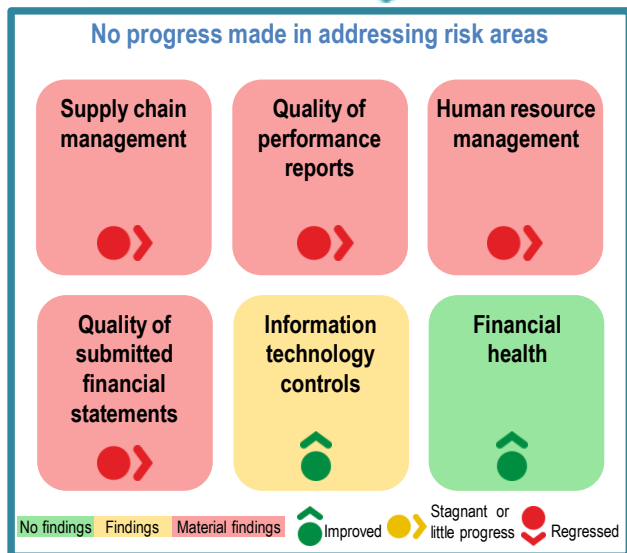 No progress made in addressing risk areas
Supply chain
management
Quality of
performance
reports
Human resource
management
Quality of
submitted
financial
statements
Information
technology
controls
Financial
health
No findings Findings Material findings Improved Stagnant or
little progress Regressed